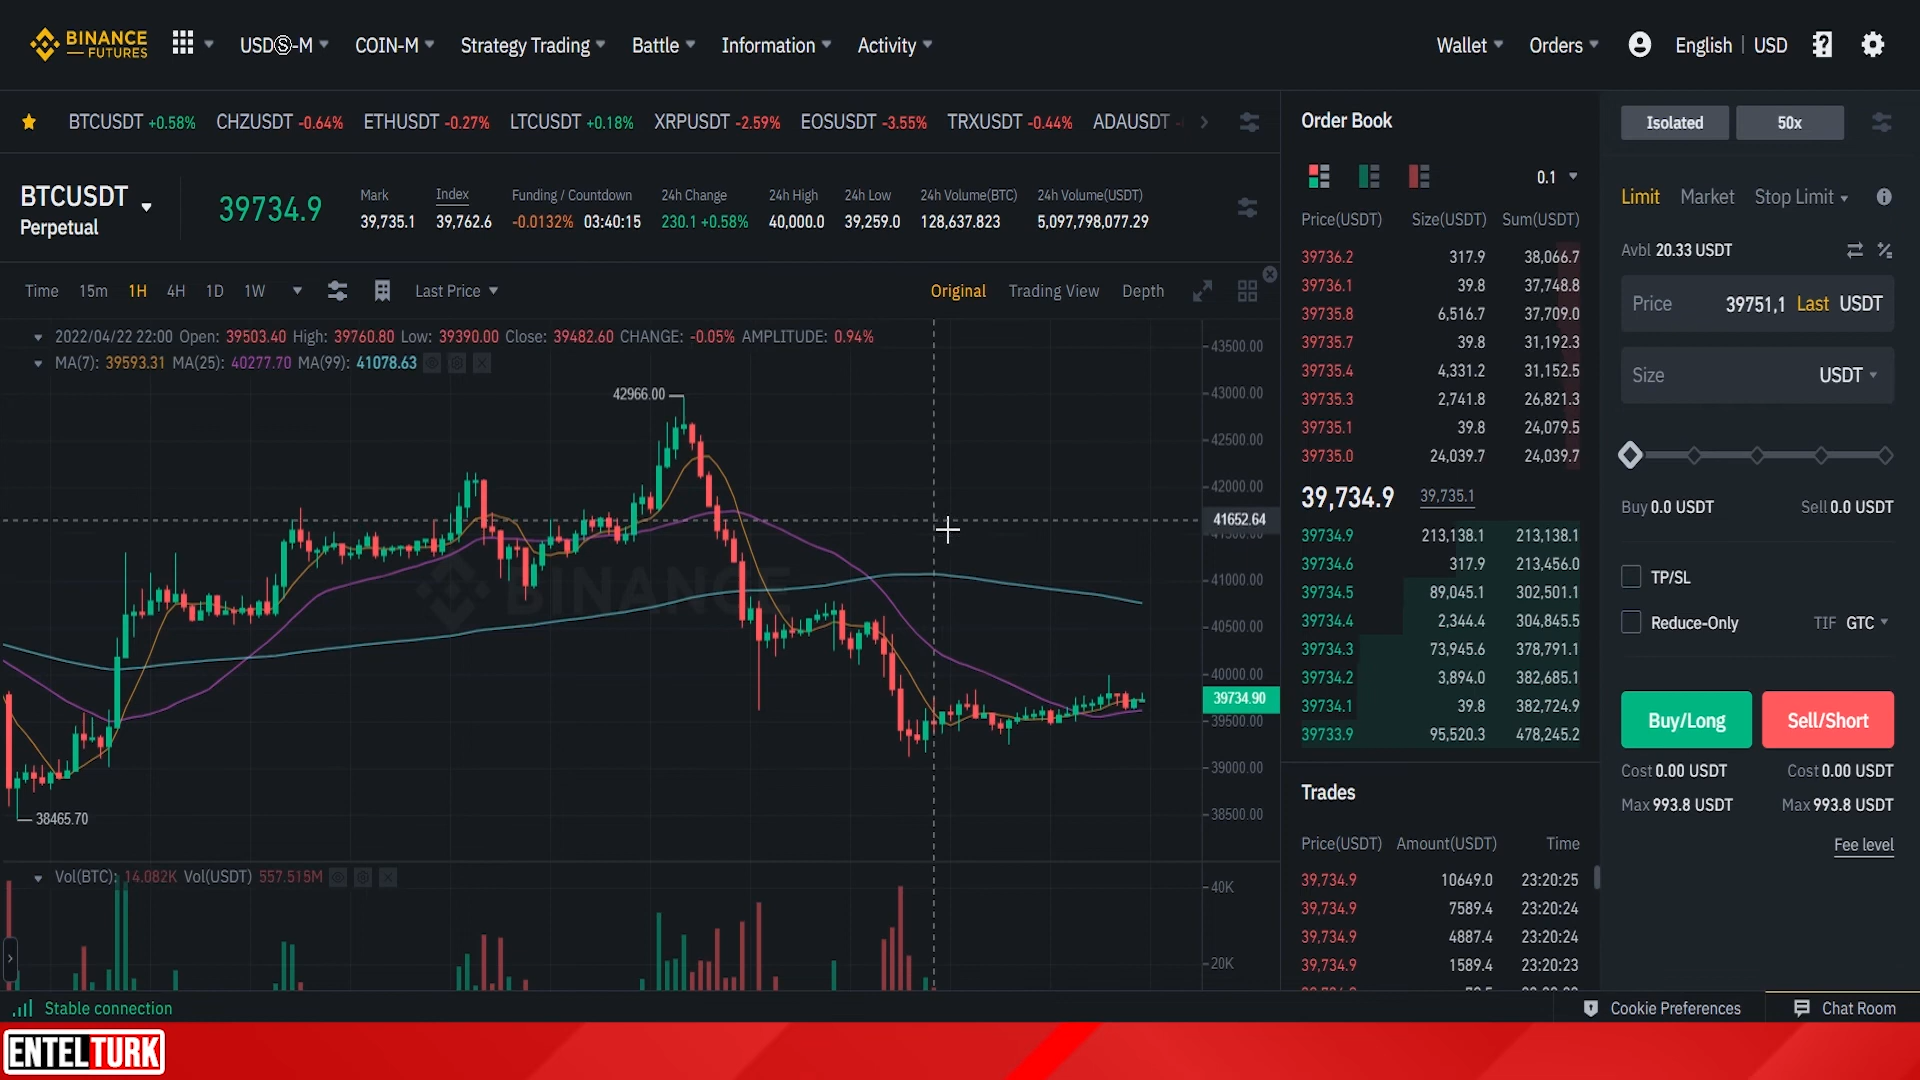 BINANCE FUTURES USDⓈ-M COIN-M Strategy Trading Battle Information Activity Wallet Orders English USD
BTCUSDT +0.58% CHZUSDT -0.64% ETHUSDT -0.27% LTCUSDT +0.18% XRPUSDT -2.59% EOSUSDT -3.55% TRXUSDT -0.44% ADAUSDT
BTCUSDT
Perpetual
39734.9
Mark Index Funding / Countdown 24h Change 24h High 24h Low 24h Volume(BTC) 24h Volume(USDT)
39,735.1 39,762.6 -0.0132% 03:40:15 230.1 +0.58% 40,000.0 39,259.0 128,637.823 5,097,798,077.29
Time 15m 1H 4H 1D 1W Last Price Original Trading View Depth
2022/04/22 22:00 Open: 39503.40 High: 39760.80 Low: 39390.00 Close: 39482.60 CHANGE: -0.05% AMPLITUDE: 0.94%
MA(7): 39593.31 MA(25): 40277.70 MA(99): 41078.63
43500.00
42966.00
43000.00
42500.00
42000.00
41652.64
41500.00
41000.00
BINANCE
40500.00
40000.00
39734.90
39500.00
39000.00
38465.70
38500.00
Vol(BTC): 14.082K Vol(USDT) 557.515M
40K
20K
Order Book
0.1
Price(USDT) Size(USDT) Sum(USDT)
39736.2 317.9 38,066.7
39736.1 39.8 37,748.8
39735.8 6,516.7 37,709.0
39735.7 39.8 31,192.3
39735.4 4,331.2 31,152.5
39735.3 2,741.8 26,821.3
39735.1 39.8 24,079.5
39735.0 24,039.7 24,039.7
39,734.9 39,735.1
39734.9 213,138.1 213,138.1
39734.6 317.9 213,456.0
39734.5 89,045.1 302,501.1
39734.4 2,344.4 304,845.5
39734.3 73,945.6 378,791.1
39734.2 3,894.0 382,685.1
39734.1 39.8 382,724.9
39733.9 95,520.3 478,245.2
Trades
Price(USDT) Amount(USDT) Time
39,734.9 10649.0 23:20:25
39,734.9 7589.4 23:20:24
39,734.9 4887.4 23:20:24
39,734.9 1589.4 23:20:23
Isolated 50x
Limit Market Stop Limit
Avbl 20.33 USDT
Price 39751,1 Last USDT
Size USDT
Buy 0.0 USDT Sell 0.0 USDT
TP/SL
Reduce-Only TIF GTC
Buy/Long Sell/Short
Cost 0.00 USDT Cost 0.00 USDT
Max 993.8 USDT Max 993.8 USDT
Fee level
Stable connection Cookie Preferences Chat Room
ENTELTURK